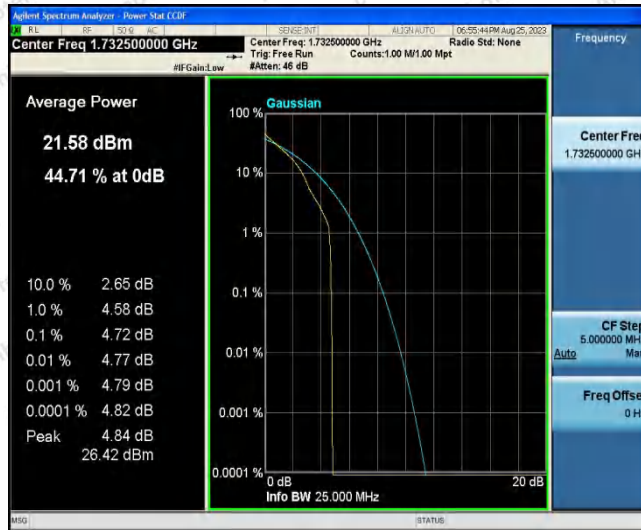 Agilent Spectrum Analyzer - Power Stat CCDF
RL RF 50 Ω AC SENSE:INT ALIGN AUTO 06:55:44 PM Aug 25, 2023
Center Freq 1.732500000 GHz
Center Freq: 1.732500000 GHz Radio Std: None
Trig: Free Run Counts:1.00 M/1.00 Mpt
#IFGain:Low #Atten: 46 dB
Frequency
Average Power
21.58 dBm
44.71 % at 0dB
10.0 % 2.65 dB
1.0 % 4.58 dB
0.1 % 4.72 dB
0.01 % 4.77 dB
0.001 % 4.79 dB
0.0001 % 4.82 dB
Peak 4.84 dB
26.42 dBm
Gaussian
100 %
10 %
1 %
0.1 %
0.01 %
0.001 %
0.0001 %
0 dB 20 dB
Info BW 25.000 MHz
Center Fre
1.732500000 GH
CF Step
5.000000 MH
Auto Ma
Freq Offse
0 H
MSG STATUS